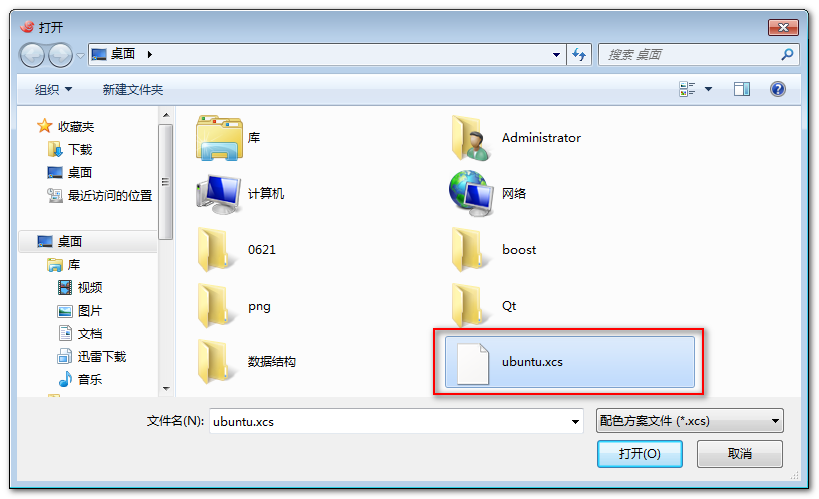 打开
桌面
搜索 桌面
组织
新建文件夹
收藏夹
下载
桌面
最近访问的位置
桌面
库
视频
图片
文档
迅雷下载
音乐
库
Administrator
计算机
网络
0621
boost
png
Qt
数据结构
ubuntu.xcs
文件名(N):
ubuntu.xcs
配色方案文件 (*.xcs)
打开(O)
取消